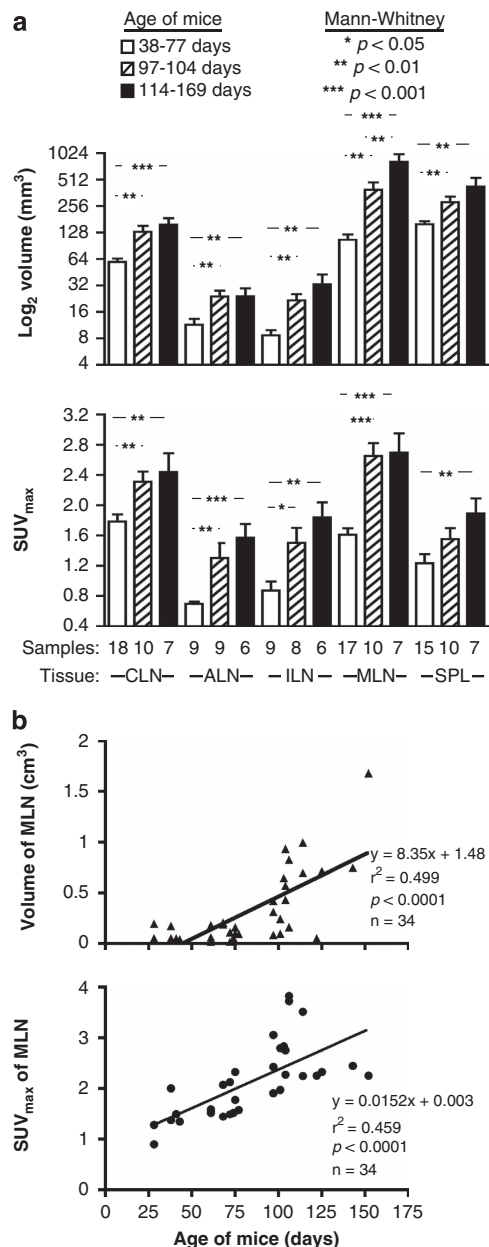 a
Age of mice
38-77 days
97-104 days
114-169 days
Mann-Whitney
* p < 0.05
** p < 0.01
*** p < 0.001
Log2 volume (mm³)
1024
512
256
128
64
32
16
8
4
*** ** ** ** ** ** *** ** ** ** **
SUVmax
3.2
2.8
2.4
2.0
1.6
1.2
0.8
0.4
** ** *** ** ** * *** *** **
Samples: 18 10 7 9 9 6 9 8 6 17 10 7 15 10 7
Tissue: CLN ALN ILN MLN SPL
b
Volume of MLN (cm³)
2
1.5
1
0.5
0
y = 8.35x + 1.48
r² = 0.499
p < 0.0001
n = 34
SUVmax of MLN
4
3
2
1
0
y = 0.0152x + 0.003
r² = 0.459
p < 0.0001
n = 34
0 25 50 75 100 125 150 175
Age of mice (days)